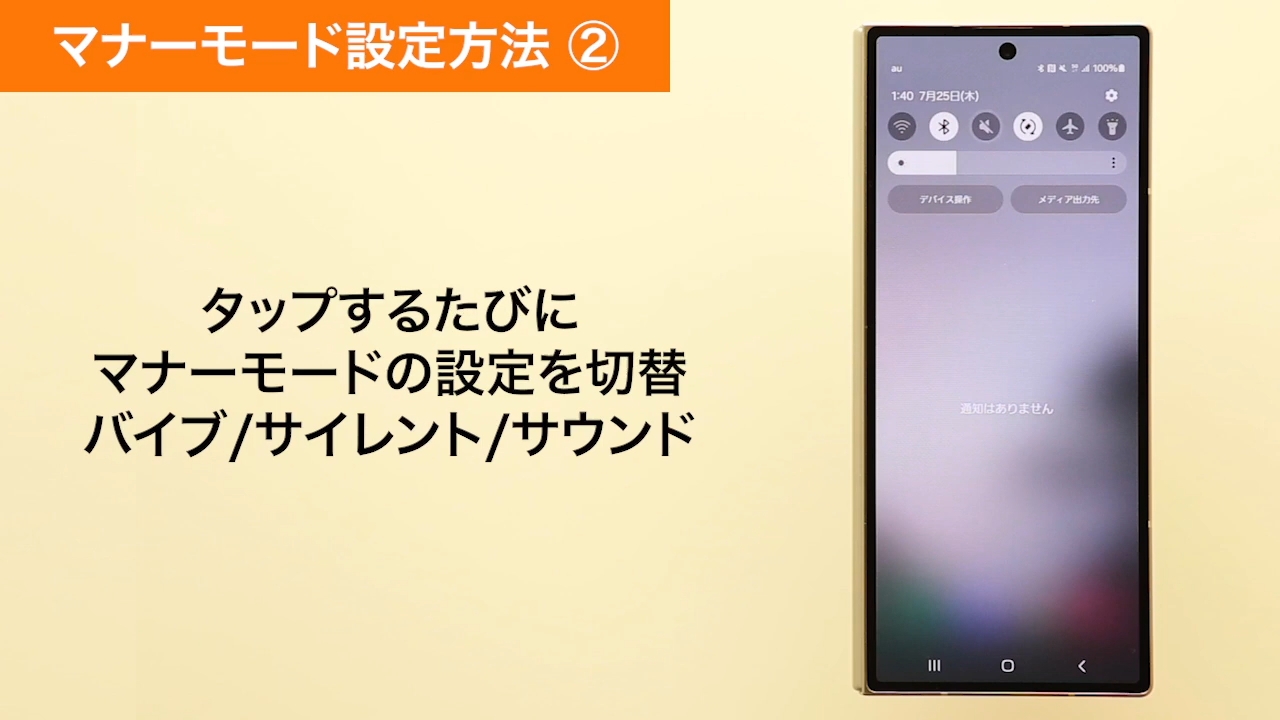 マナーモード設定方法 ②
au
100%
1:40 7月25日(木)
デバイス操作
メディア出力先
通知はありません
タップするたびに
マナーモードの設定を切替
バイブ/サイレント/サウンド